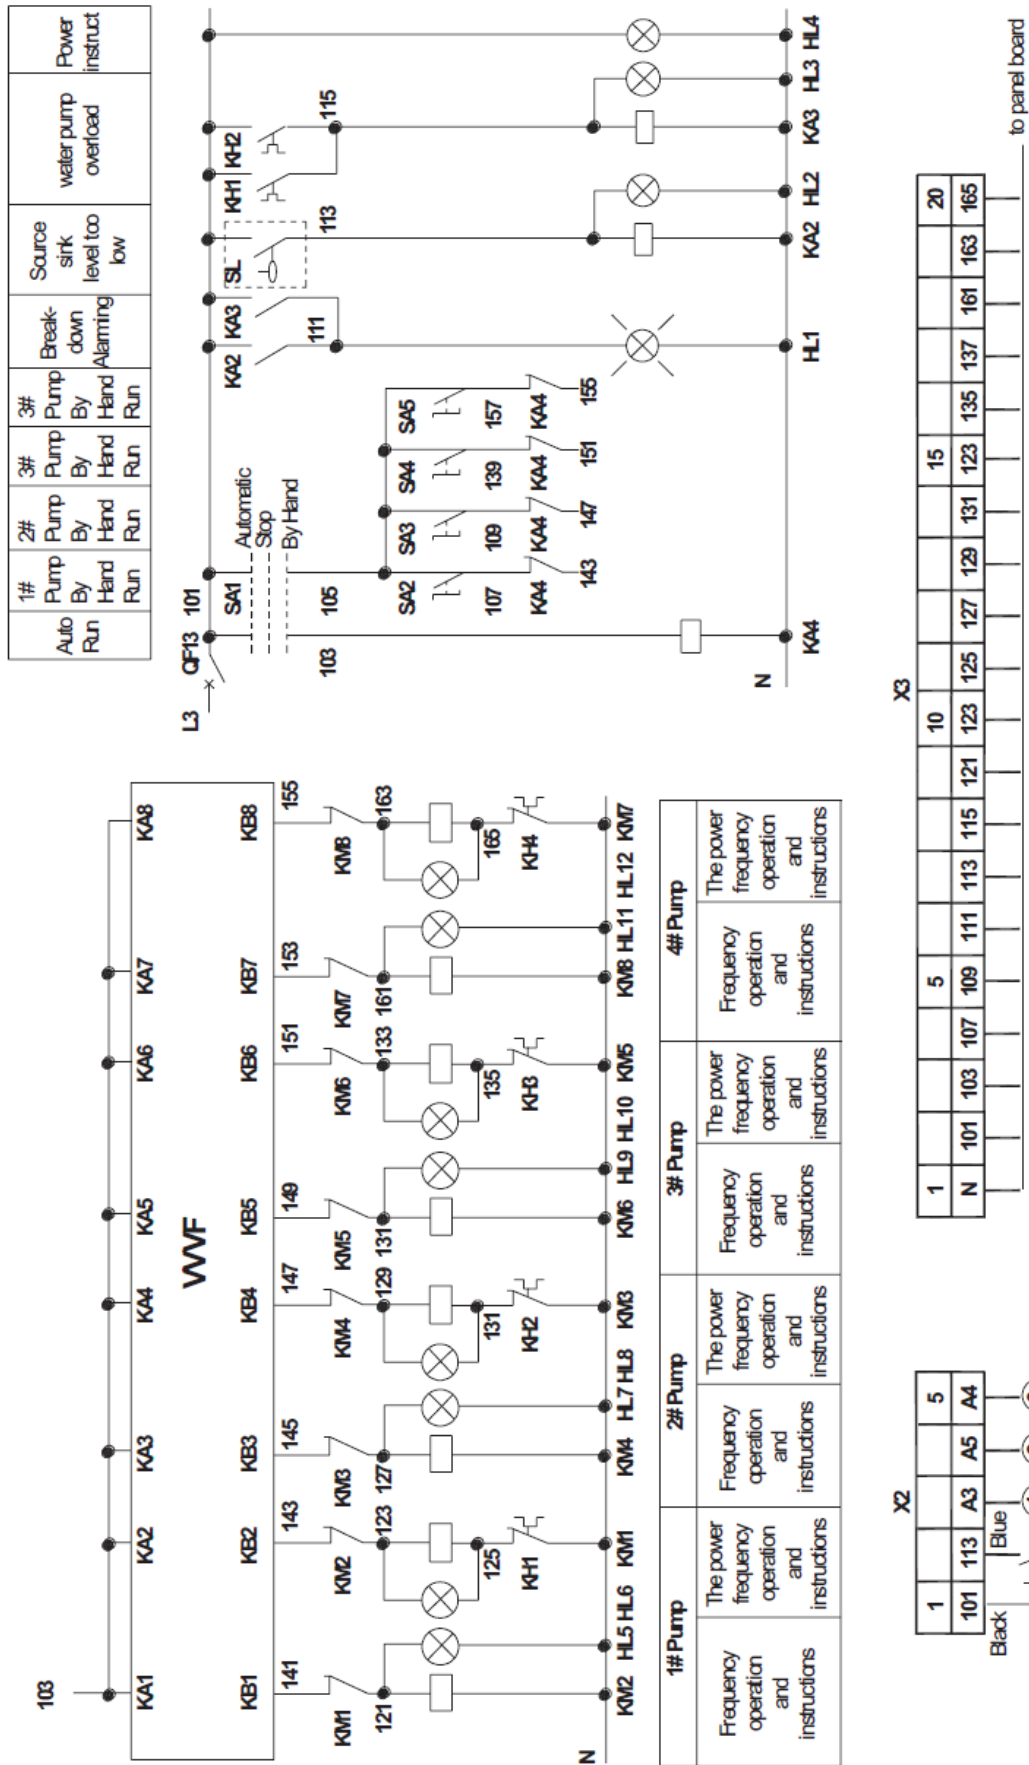 103
KA1
KA2
KA3
KA4
KA5
KA6
KA7
KA8
VVVF
KB1
KB2
KB3
KB4
KB5
KB6
KB7
KB8
141
143
145
147
149
151
153
155
KM1
KM2
KM3
KM4
KM5
KM6
KM7
KM8
121
123
127
129
131
133
161
163
125
131
135
165
KH1
KH2
KH3
KH4
N
KM2
HL5
HL6
KM1
KM4
HL7
HL8
KM3
KM6
HL9
HL10
KM5
KM8
HL11
HL12
KM7
1# Pump
2# Pump
3# Pump
4# Pump
Frequency
operation
and
instructions
The power
frequency
operation
and
instructions
Frequency
operation
and
instructions
The power
frequency
operation
and
instructions
Frequency
operation
and
instructions
The power
frequency
operation
and
instructions
Frequency
operation
and
instructions
The power
frequency
operation
and
instructions
Auto
Run
1#
Pump
By
Hand
Run
2#
Pump
By
Hand
Run
3#
Pump
By
Hand
Run
3#
Pump
By
Hand
Run
Break-
down
Alarming
Source
sink
level too
low
water pump
overload
Power
instruct
L3
QF13
101
SA1
Automatic
Stop
By Hand
103
105
SA2
SA3
SA4
SA5
107
109
139
157
KA4
KA4
KA4
KA4
143
147
151
155
KA2
KA3
111
SL
113
KH1
KH2
115
N
KA4
HL1
KA2
HL2
KA3
HL3
HL4
X2
1 5
101 113 A3 A5 A4
Black
Blue
X3
1 5 10 15 20
N 101 103 107 109 111 113 115 121 123 125 127 129 131 123 135 137 161 163 165
to panel board